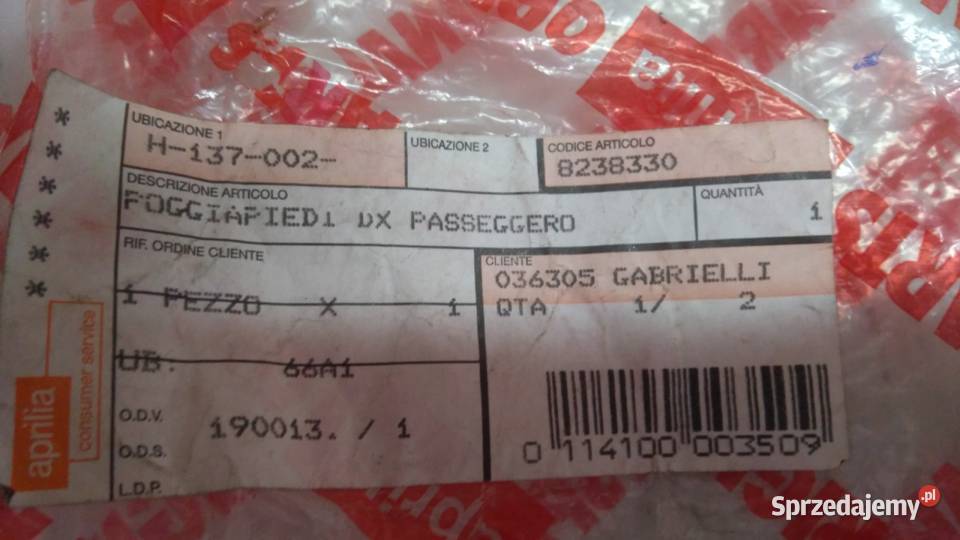 UBICAZIONE 1
H-137-002-
UBICAZIONE 2
CODICE ARTICOLO
8238330
DESCRIZIONE ARTICOLO
POGGIAPIEDI DX PASSEGGERO
QUANTITÀ
1
RIF. ORDINE CLIENTE
1 PEZZO X 1
UB. 66A1
CLIENTE
036305 GABRIELLI
QTA 1/ 2
O.D.V. 190013. / 1
O.D.S.
L.D.P.
0 114100 003509
* * * * * *
aprilia
consumer service
Sprzedajemy.pl